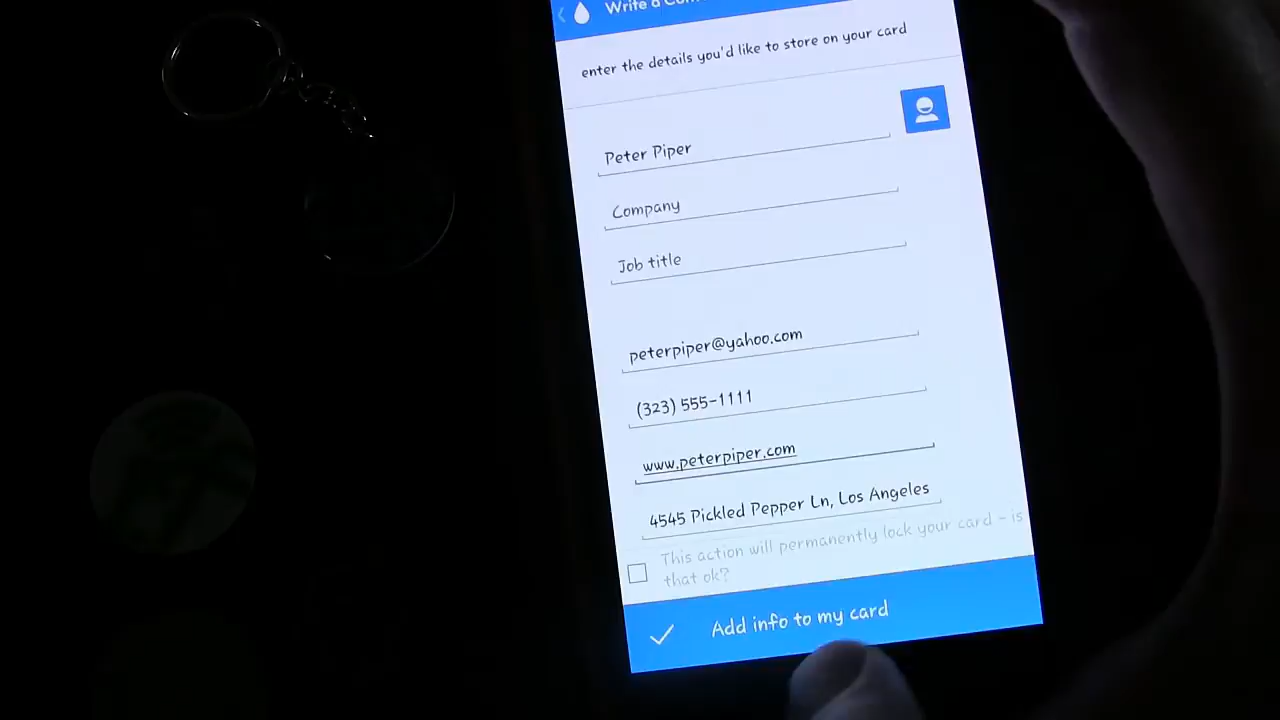 Write a
enter the details you'd like to store on your card
Peter Piper
Company
Job title
peterpiper@yahoo.com
(323) 555-1111
www.peterpiper.com
4545 Pickled Pepper Ln, Los Angeles
This action will permanently lock your card - is
that ok?
Add info to my card